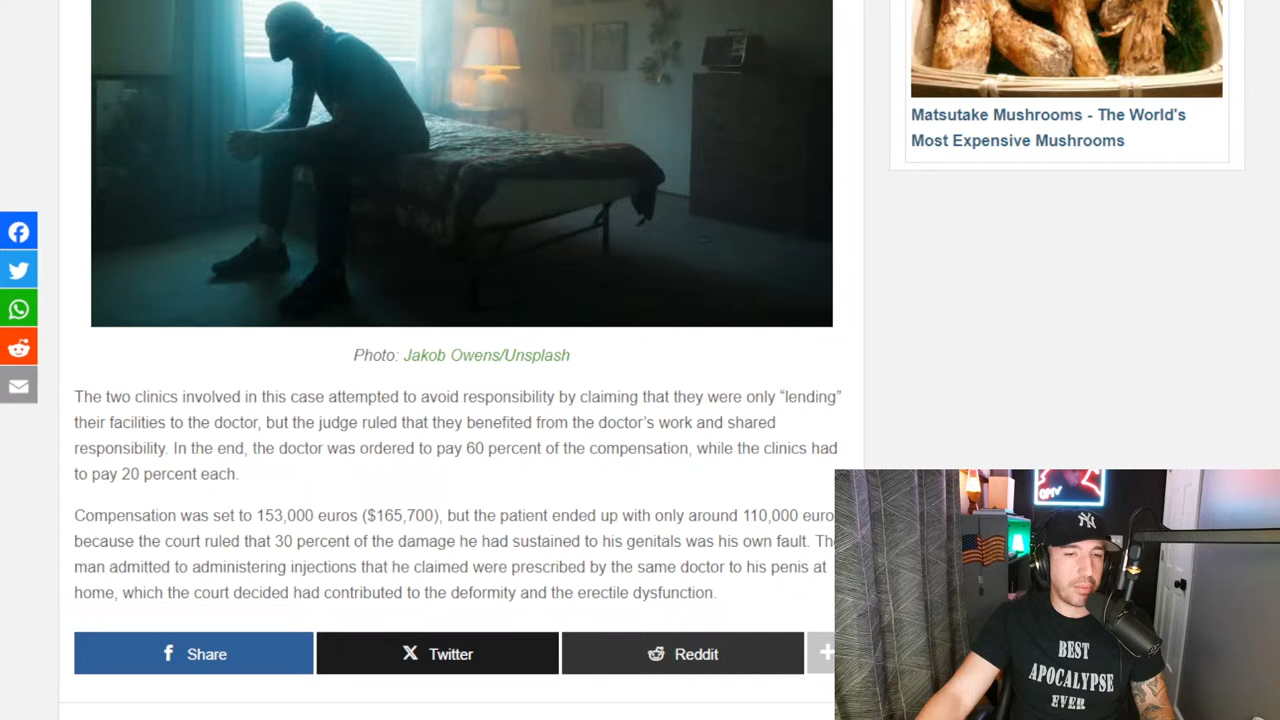 Matsutake Mushrooms - The World's
Most Expensive Mushrooms
Photo: Jakob Owens/Unsplash
The two clinics involved in this case attempted to avoid responsibility by claiming that they were only “lending”
their facilities to the doctor, but the judge ruled that they benefited from the doctor’s work and shared
responsibility. In the end, the doctor was ordered to pay 60 percent of the compensation, while the clinics had
to pay 20 percent each.
Compensation was set to 153,000 euros ($165,700), but the patient ended up with only around 110,000 euro
because the court ruled that 30 percent of the damage he had sustained to his genitals was his own fault. Th
man admitted to administering injections that he claimed were prescribed by the same doctor to his penis at
home, which the court decided had contributed to the deformity and the erectile dysfunction.
f Share
X Twitter
Reddit
+
NY
BEST
APOCALYPSE
EVER